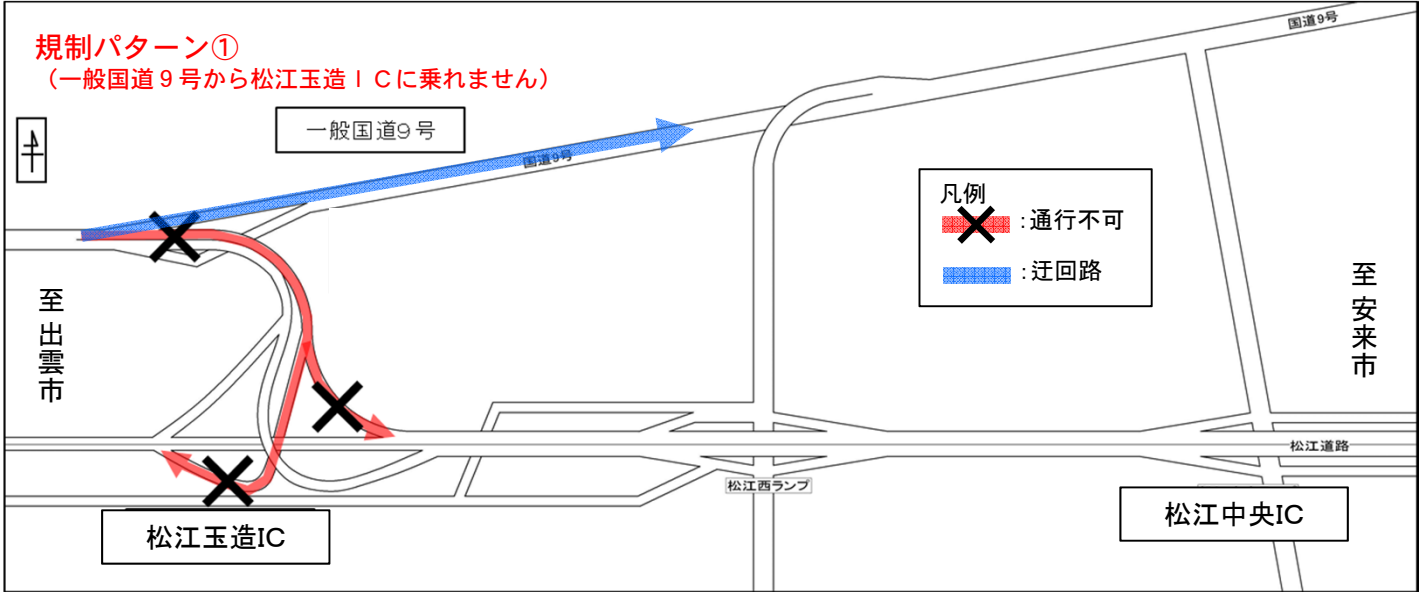 規制パターン①
（一般国道９号から松江玉造ＩＣに乗れません）
国道9号
一般国道9号
国道9号
凡例
：通行不可
：迂回路
至出雲市
至安来市
松江道路
松江西ランプ
松江玉造IC
松江中央IC